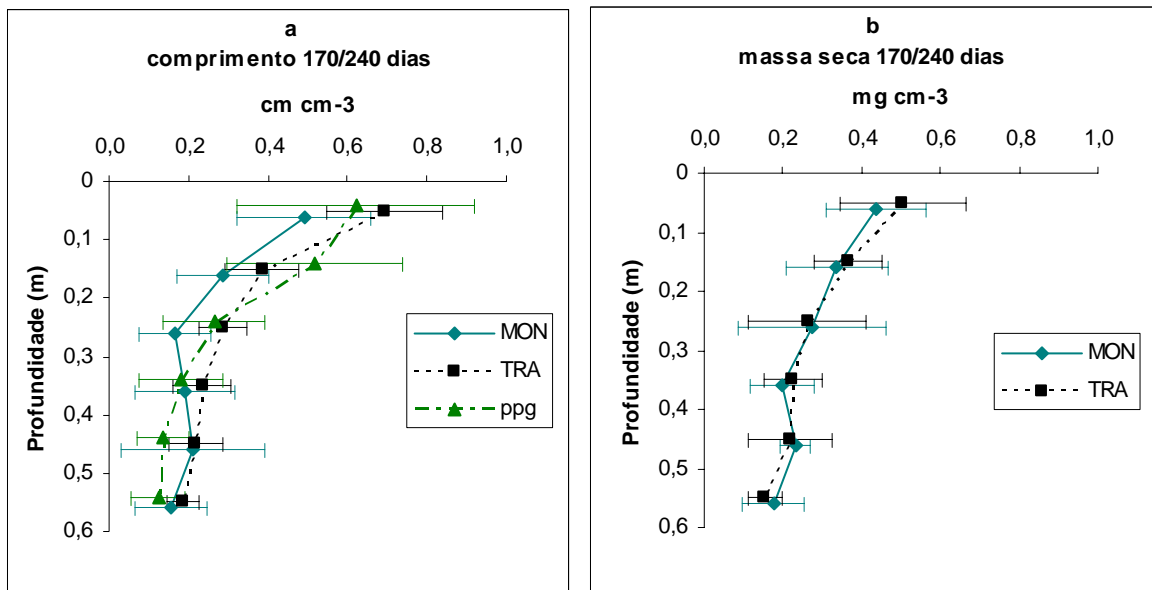 a
comprimento 170/240 dias
cm cm-3
0,0 0,2 0,4 0,6 0,8 1,0
0
0,1
0,2
0,3
0,4
0,5
0,6
Profundidade (m)
MON
TRA
ppg
b
massa seca 170/240 dias
mg cm-3
0,0 0,2 0,4 0,6 0,8 1,0
0
0,1
0,2
0,3
0,4
0,5
0,6
Profundidade (m)
MON
TRA